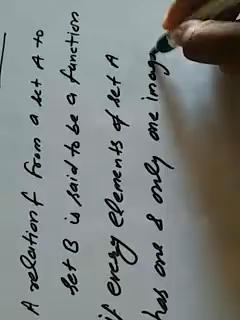 A relation f from a set A to
set B is said to be a function
if every elements of set A
has one & only one imag